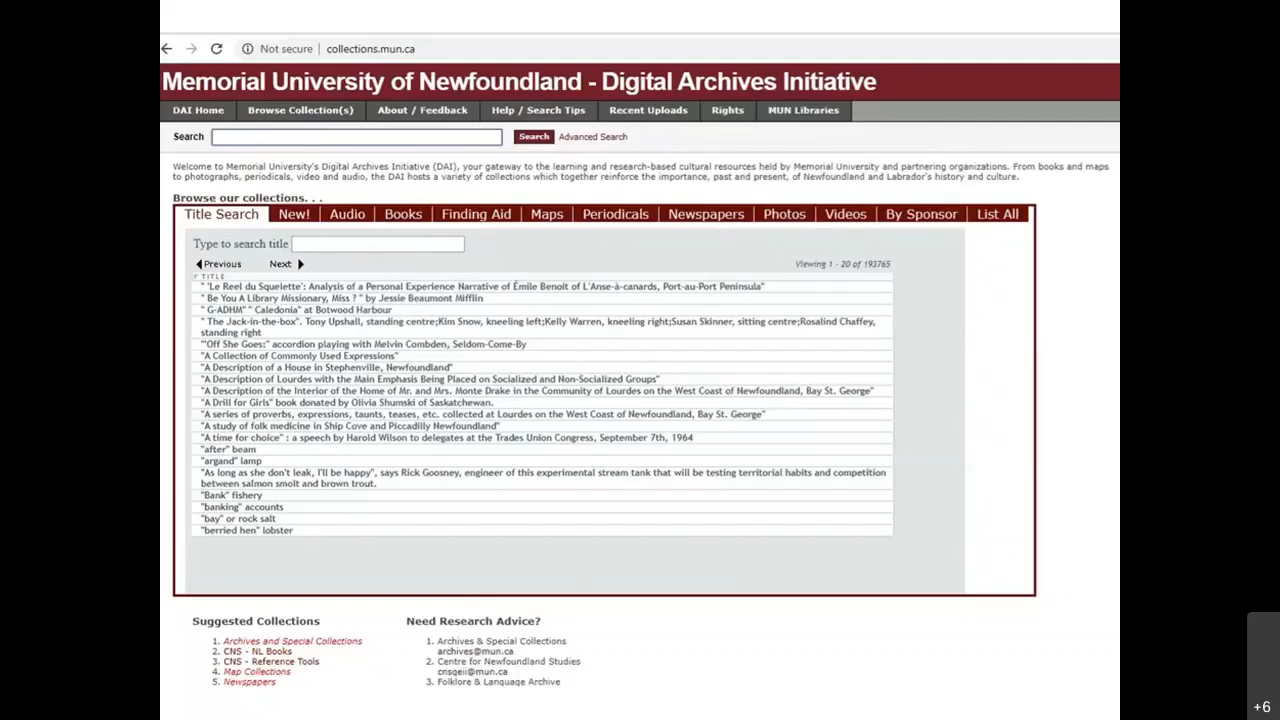 Not secure | collections.mun.ca
Memorial University of Newfoundland - Digital Archives Initiative
DAI Home Browse Collection(s) About / Feedback Help / Search Tips Recent Uploads Rights MUN Libraries
Search Search Advanced Search
Welcome to Memorial University's Digital Archives Initiative (DAI), your gateway to the learning and research-based cultural resources held by Memorial University and partnering organizations. From books and maps
to photographs, periodicals, video and audio, the DAI hosts a variety of collections which together reinforce the importance, past and present, of Newfoundland and Labrador's history and culture.
Browse our collections. . .
Title Search New! Audio Books Finding Aid Maps Periodicals Newspapers Photos Videos By Sponsor List All
Type to search title
Previous Next Viewing 1 - 20 of 193765
TITLE
" 'Le Reel du Squelette': Analysis of a Personal Experience Narrative of Émile Benoit of L'Anse-à-canards, Port-au-Port Peninsula"
" Be You A Library Missionary, Miss ? " by Jessie Beaumont Mifflin
" G-ADHM" " Caledonia" at Botwood Harbour
" The Jack-in-the-box". Tony Upshall, standing centre;Kim Snow, kneeling left;Kelly Warren, kneeling right;Susan Skinner, sitting centre;Rosalind Chaffey,
standing right
"'Off She Goes:" accordion playing with Melvin Combden, Seldom-Come-By
"A Collection of Commonly Used Expressions"
"A Description of a House in Stephenville, Newfoundland"
"A Description of Lourdes with the Main Emphasis Being Placed on Socialized and Non-Socialized Groups"
"A Description of the Interior of the Home of Mr. and Mrs. Monte Drake in the Community of Lourdes on the West Coast of Newfoundland, Bay St. George"
"A Drill for Girls" book donated by Olivia Shumski of Saskatchewan.
"A series of proverbs, expressions, taunts, teases, etc. collected at Lourdes on the West Coast of Newfoundland, Bay St. George"
"A study of folk medicine in Ship Cove and Piccadilly Newfoundland"
"A time for choice" : a speech by Harold Wilson to delegates at the Trades Union Congress, September 7th, 1964
"after" beam
"argand" lamp
"As long as she don't leak, I'll be happy", says Rick Goosney, engineer of this experimental stream tank that will be testing territorial habits and competition
between salmon smolt and brown trout.
"Bank" fishery
"banking" accounts
"bay" or rock salt
"berried hen" lobster
Suggested Collections
1. Archives and Special Collections
2. CNS - NL Books
3. CNS - Reference Tools
4. Map Collections
5. Newspapers
Need Research Advice?
1. Archives & Special Collections
archives@mun.ca
2. Centre for Newfoundland Studies
cnsqeii@mun.ca
3. Folklore & Language Archive
+6